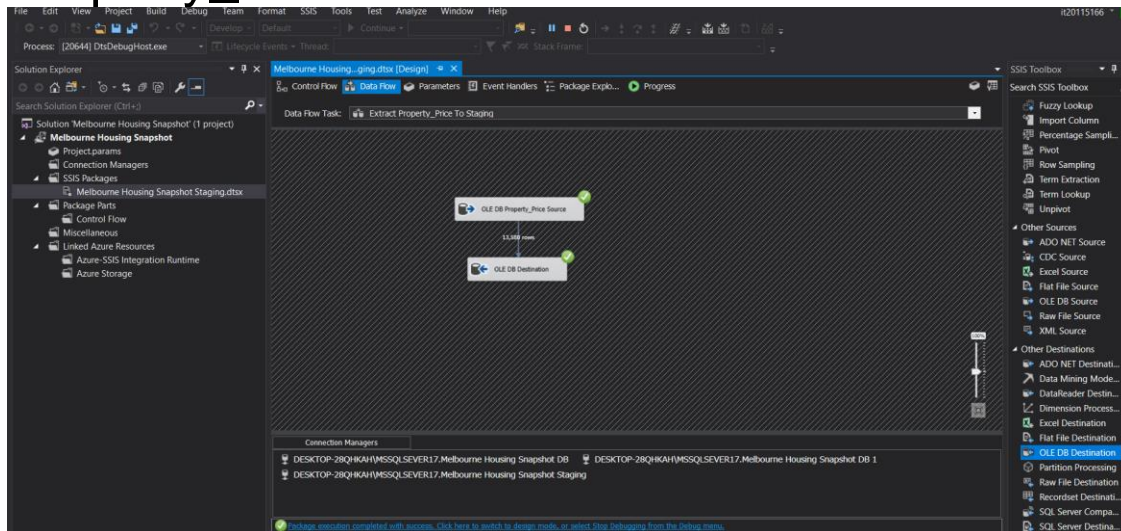 File Edit View Project Build Debug Team Format SSIS Tools Test Analyze Window Help it20115166
Develop Default Continue
Process: [20644] DtsDebugHost.exe Lifecycle Events Thread: Stack Frame:
Solution Explorer
Search Solution Explorer (Ctrl+;)
Solution 'Melbourne Housing Snapshot' (1 project)
Melbourne Housing Snapshot
Project.params
Connection Managers
SSIS Packages
Melbourne Housing Snapshot Staging.dtsx
Package Parts
Control Flow
Miscellaneous
Linked Azure Resources
Azure-SSIS Integration Runtime
Azure Storage
Melbourne Housing...ging.dtsx [Design]
Control Flow Data Flow Parameters Event Handlers Package Explo... Progress
Data Flow Task: Extract Property_Price To Staging
OLE DB Property_Price Source
13,580 rows
OLE DB Destination
100%
Connection Managers
DESKTOP-28QHKAH\MSSQLSEVER17.Melbourne Housing Snapshot DB DESKTOP-28QHKAH\MSSQLSEVER17.Melbourne Housing Snapshot DB 1
DESKTOP-28QHKAH\MSSQLSEVER17.Melbourne Housing Snapshot Staging
Package execution completed with success. Click here to switch to design mode, or select Stop Debugging from the Debug menu.
SSIS Toolbox
Search SSIS Toolbox
Fuzzy Lookup
Import Column
Percentage Sampli...
Pivot
Row Sampling
Term Extraction
Term Lookup
Unpivot
Other Sources
ADO NET Source
CDC Source
Excel Source
Flat File Source
OLE DB Source
Raw File Source
XML Source
Other Destinations
ADO NET Destinati...
Data Mining Mode...
DataReader Destin...
Dimension Process...
Excel Destination
Flat File Destination
OLE DB Destination
Partition Processing
Raw File Destination
Recordset Destinati...
SQL Server Compa...
SQL Server Destina...